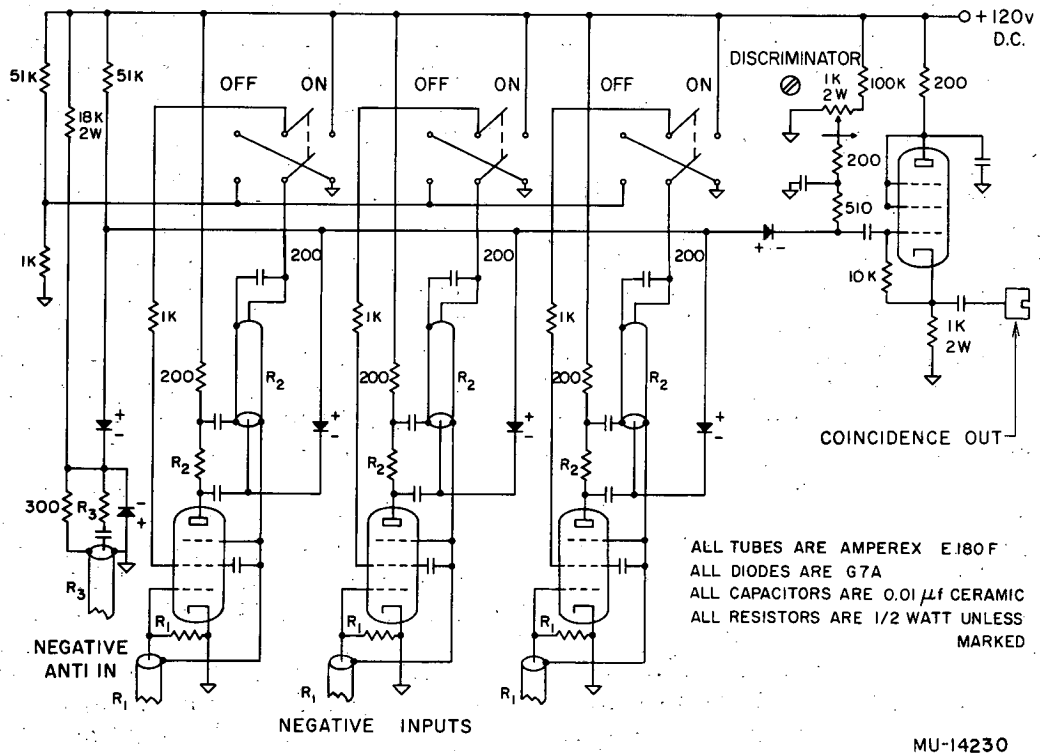 +120v
D.C.
51K
51K
18K
2W
OFF ON
OFF ON
OFF ON
DISCRIMINATOR
1K
2W
100K
200
200
510
1K
200
200
200
+ -
10K
1K
1K
1K
1K
2W
200
R2
200
R2
200
R2
COINCIDENCE OUT
+
-
+
-
+
-
+
-
R2
R2
R2
300
R3
-
+
R3
ALL TUBES ARE AMPEREX E.180 F
ALL DIODES ARE G7A
ALL CAPACITORS ARE 0.01 µf CERAMIC
ALL RESISTORS ARE 1/2 WATT UNLESS
MARKED
R1
R1
R1
NEGATIVE
ANTI IN
R1
R1
R1
NEGATIVE INPUTS
MU-14230